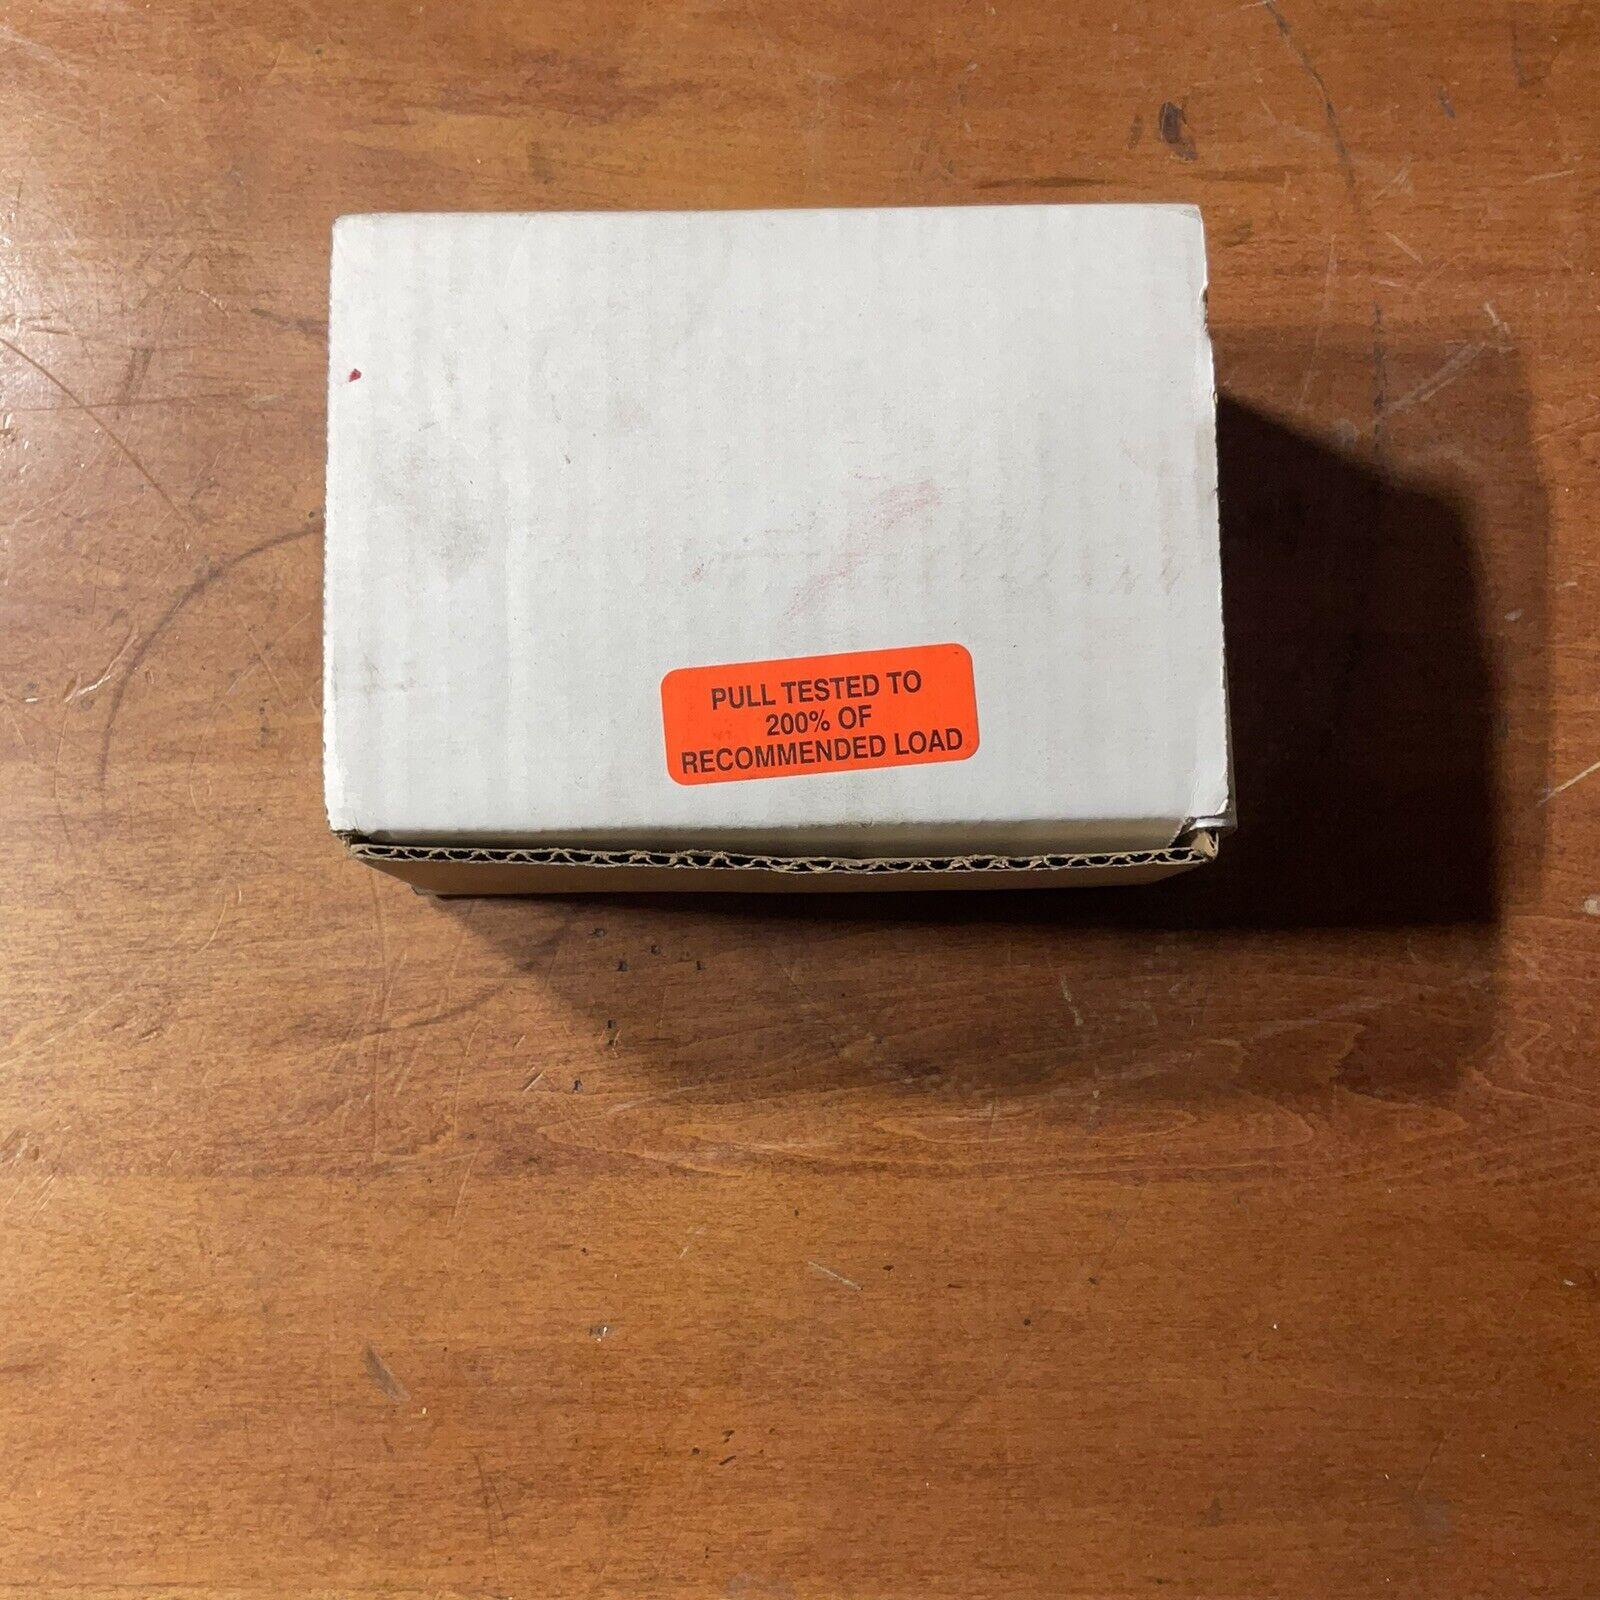 PULL TESTED TO
200% OF
RECOMMENDED LOAD